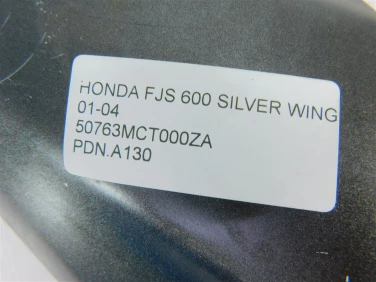 HONDA FJS 600 SILVER WING
01-04
50763MCT000ZA
PDN.A130